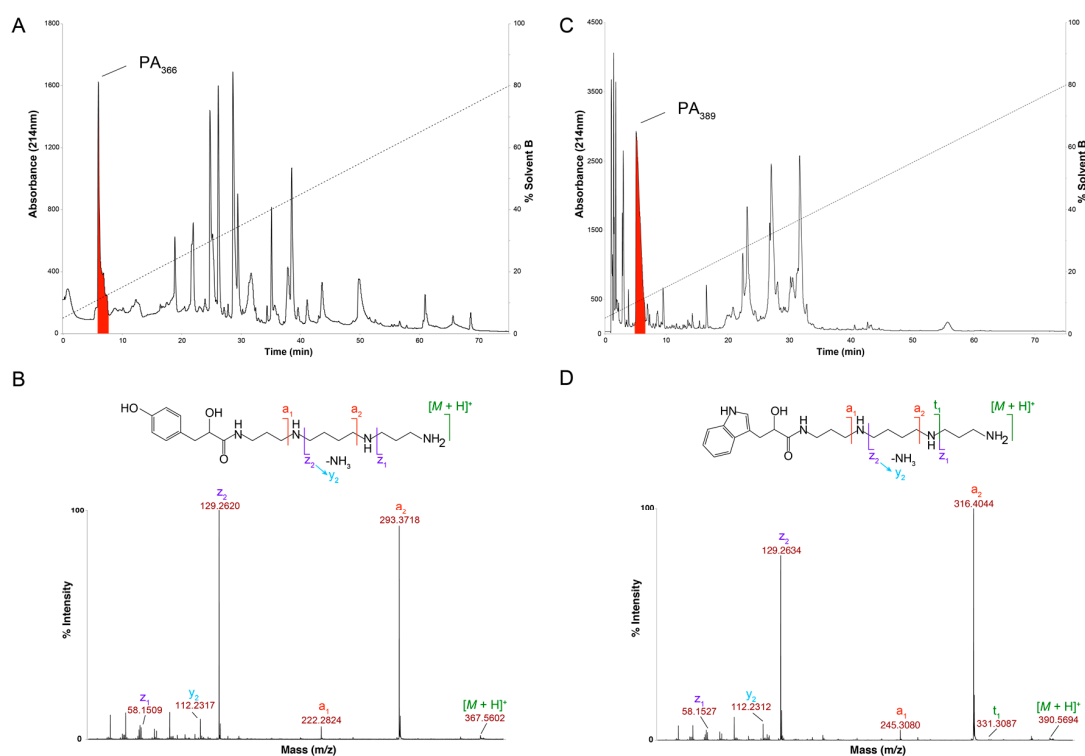 A
PA366
1800
1600
1200
800
400
0
Absorbance (214nm)
0
10
20
30
40
50
60
70
Time (min)
100
80
60
40
20
0
% Solvent B
C
PA389
4500
3500
2500
1500
500
0
Absorbance (214nm)
0
10
20
30
40
50
60
70
75
Time (min)
100
80
60
40
20
0
% Solvent B
B
HO
OH
O
N
H
a1
H
N
a2
N
H
NH2
[M + H]+
z2
-NH3
y2
z1
100
% Intensity
z2
129.2620
a2
293.3718
z1
58.1509
y2
112.2317
a1
222.2824
[M + H]+
367.5602
Mass (m/z)
D
HN
OH
O
H
N
a1
N
H
a2
t1
N
H
NH2
[M + H]+
z2
-NH3
y2
z1
100
% Intensity
z2
129.2634
a2
316.4044
z1
58.1527
y2
112.2312
a1
245.3080
t1
331.3087
[M + H]+
390.5694
Mass (m/z)